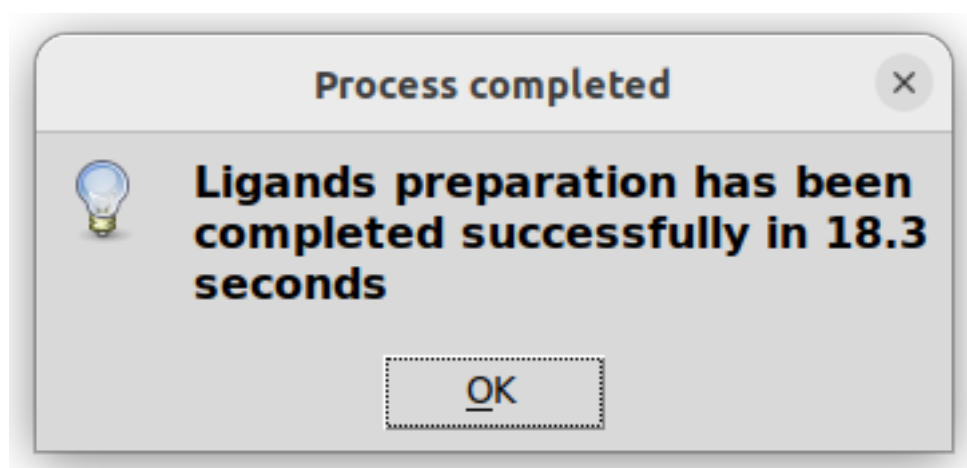 Process completed
Ligands preparation has been
completed successfully in 18.3
seconds
OK